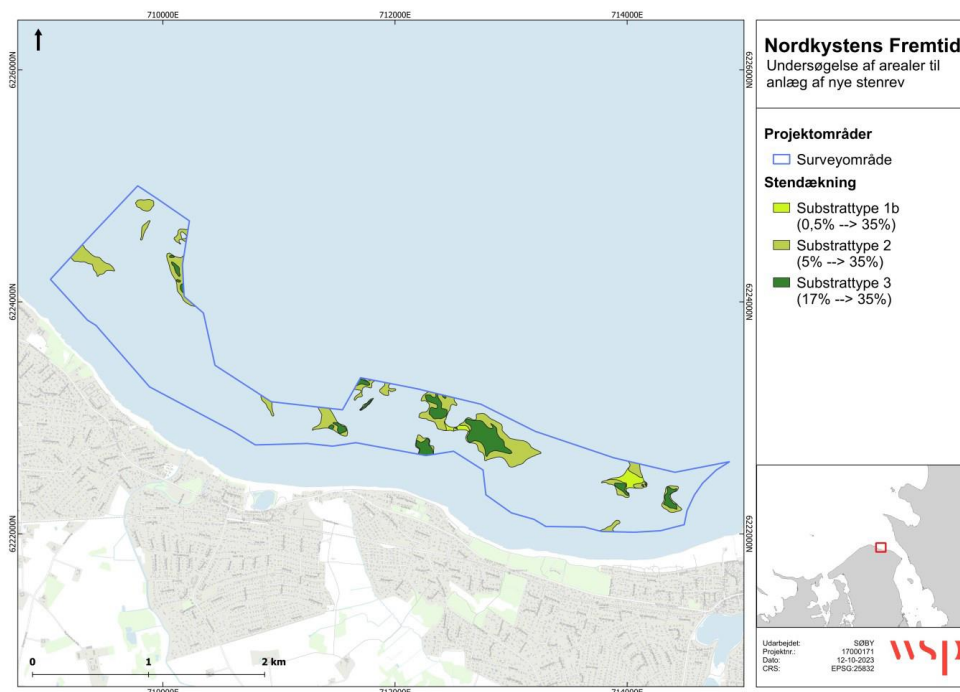 710000E
712000E
714000E
6226000N
6226000N
6224000N
6224000N
6222000N
6222000N
0
1
2 km
710000E
712000E
714000E
Nordkystens Fremtid
Undersøgelse af arealer til
anlæg af nye stenrev
Projektområder
Surveyområde
Stendækning
Substrattype 1b
(0,5% --> 35%)
Substrattype 2
(5% --> 35%)
Substrattype 3
(17% --> 35%)
Udarbejdet: SØBY
Projektnr.: 17000171
Dato: 12-10-2023
CRS: EPSG:25832
wsp